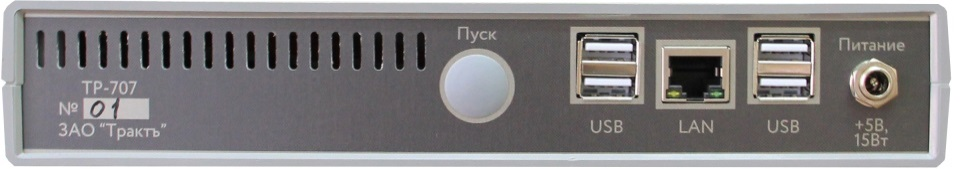 Пуск
Питание
ТР-707
№ 01
ЗАО "Трактъ"
USB
LAN
USB
+5В,
15Вт